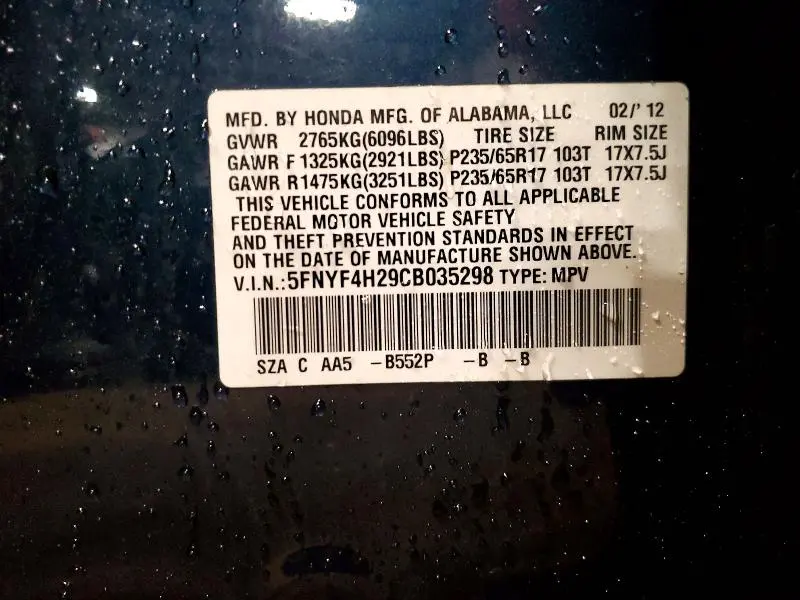 MFD. BY HONDA MFG. OF ALABAMA, LLC 02/'12
GVWR 2765KG(6096LBS) TIRE SIZE RIM SIZE
GAWR F 1325KG(2921LBS) P235/65R17 103T 17X7.5J
GAWR R1475KG(3251LBS) P235/65R17 103T 17X7.5J
THIS VEHICLE CONFORMS TO ALL APPLICABLE
FEDERAL MOTOR VEHICLE SAFETY
AND THEFT PREVENTION STANDARDS IN EFFECT
ON THE DATE OF MANUFACTURE SHOWN ABOVE.
V.I.N.:5FNYF4H29CB035298 TYPE: MPV
SZA C AA5 -B552P -B -B